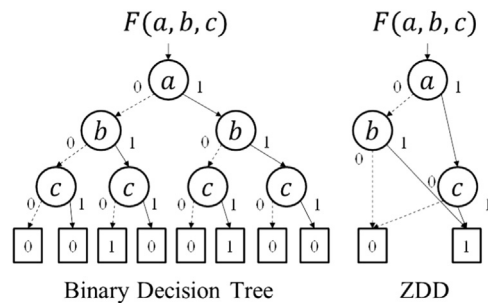 F(a, b, c) F(a, b, c)
a a
0 1 0 1
b b b
0 1 0 1 0 1
c c c c c
0 1 0 1 0 1 0 1 0 1
0 0 1 0 0 1 0 0 0 1
Binary Decision Tree ZDD